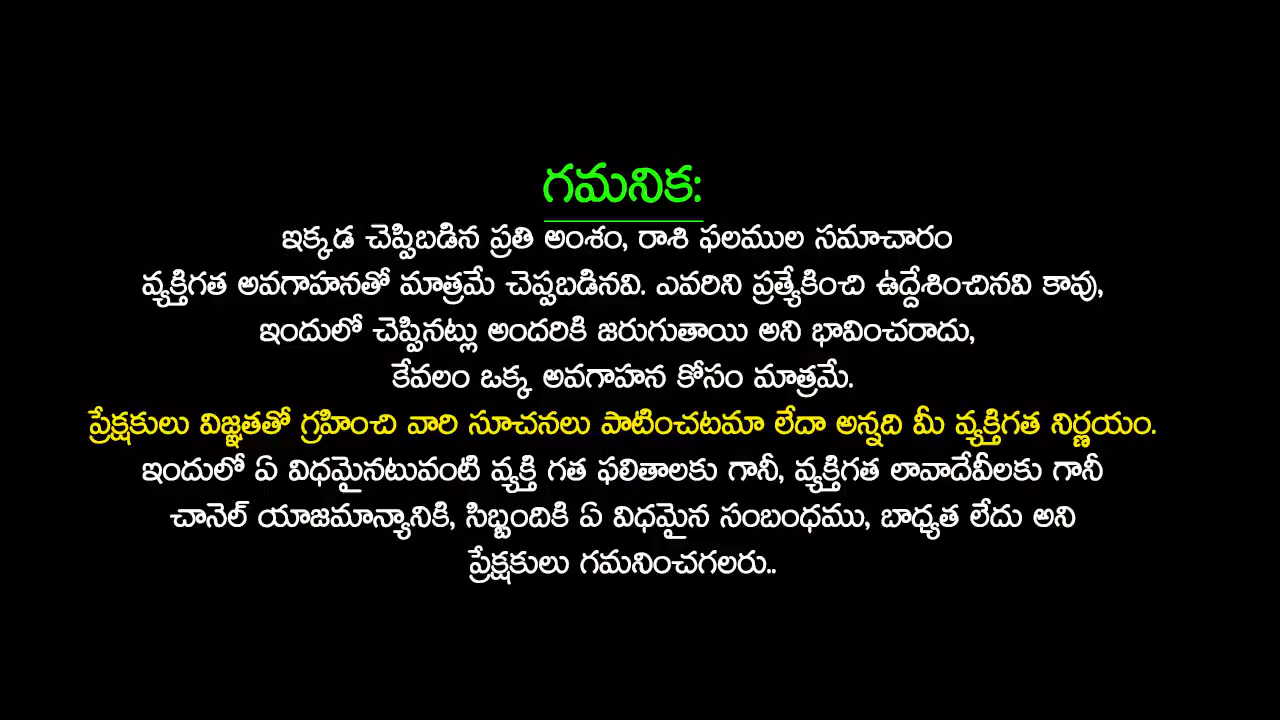 గమనిక:
ఇక్కడ చెప్పిబడిన ప్రతి అంశం, రాశి ఫలముల సమాచారం
వ్యక్తిగత అవగాహనతో మాత్రమే చెప్పబడినవి. ఎవరిని ప్రత్యేకించి ఉద్దేశించినవి కావు,
ఇందులో చెప్పినట్లు అందరికి జరుగుతాయి అని భావించరాదు,
కేవలం ఒక్క అవగాహన కోసం మాత్రమే.
ప్రేక్షకులు విజ్ఞతతో గ్రహించి వారి సూచనలు పాటించటమా లేదా అన్నది మీ వ్యక్తిగత నిర్ణయం.
ఇందులో ఏ విధమైనటువంటి వ్యక్తి గత ఫలితాలకు గానీ, వ్యక్తిగత లావాదేవీలకు గానీ
చానెల్ యాజమాన్యానికి, సిబ్బందికి ఏ విధమైన సంబంధము, బాధ్యత లేదు అని
ప్రేక్షకులు గమనించగలరు..